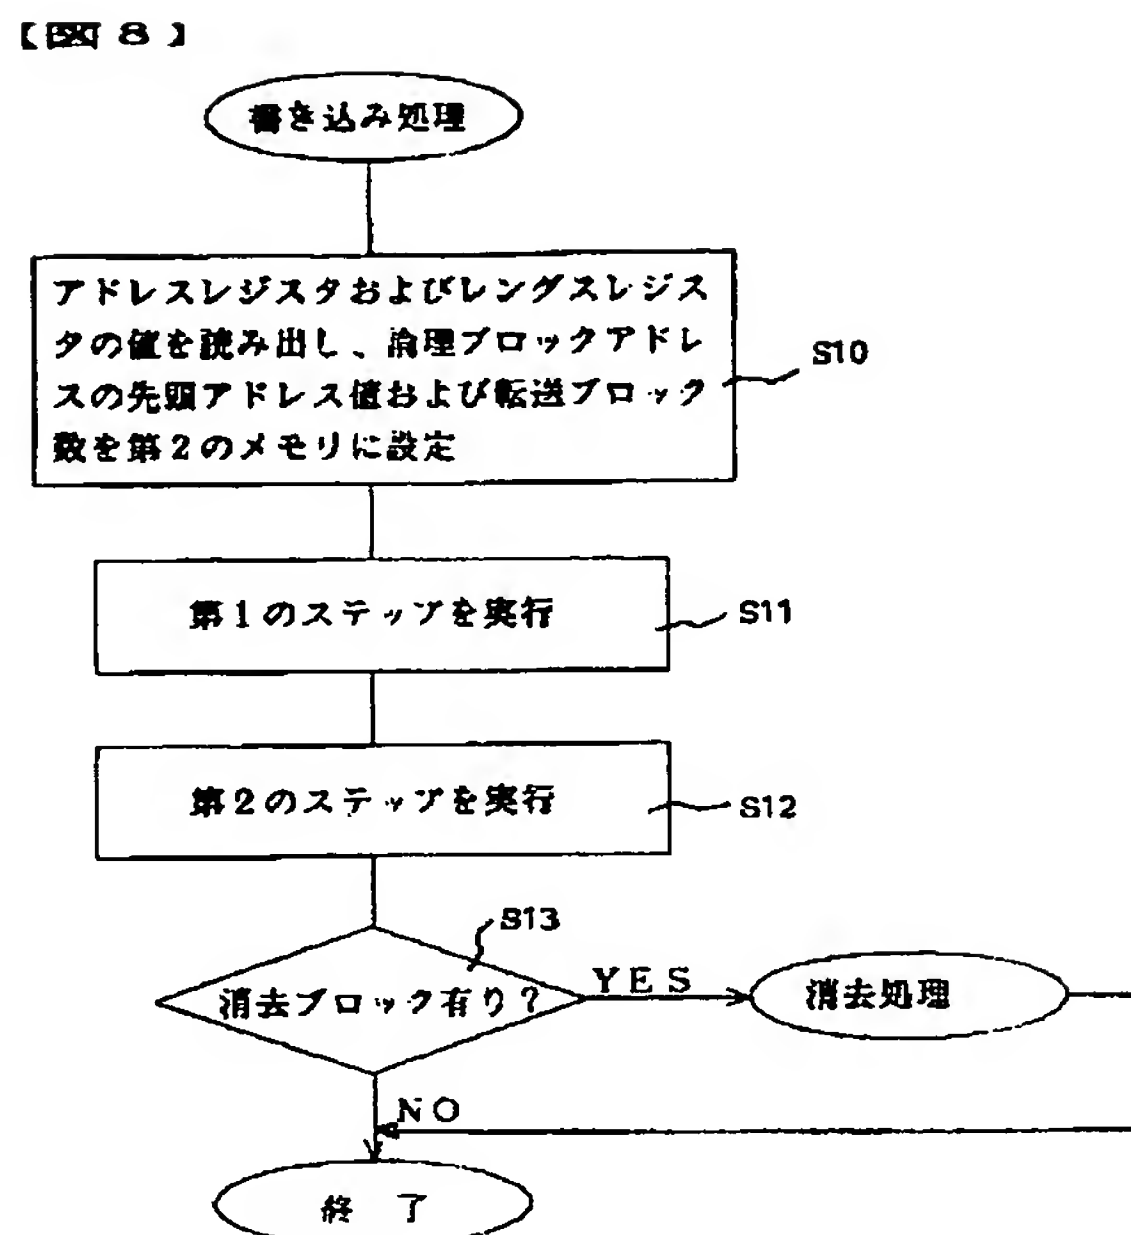 【図８】
書き込み処理
アドレスレジスタおよびレングスレジス
タの値を読み出し、論理ブロックアドレ
スの先頭アドレス値および転送ブロック
数を第２のメモリに設定
S10
第１のステップを実行
S11
第２のステップを実行
S12
S13
消去ブロック有り？
YES
消去処理
NO
終 了